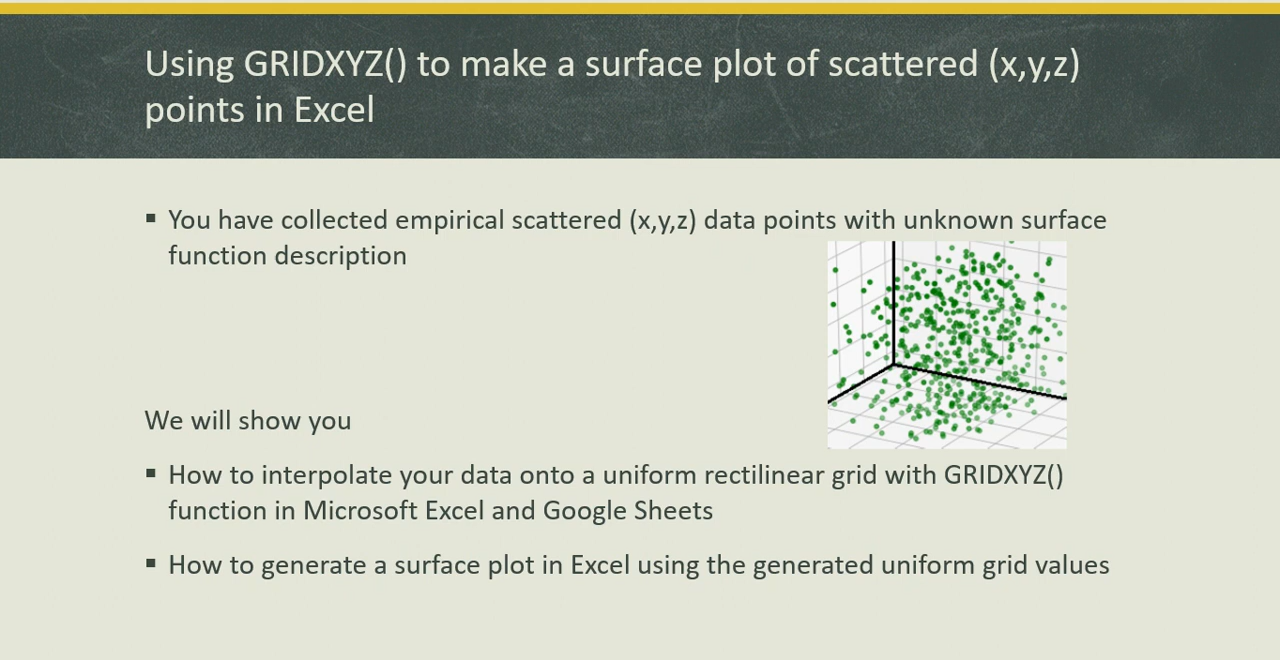 Using GRIDXYZ() to make a surface plot of scattered (x,y,z)
points in Excel
▪ You have collected empirical scattered (x,y,z) data points with unknown surface
function description
We will show you
▪ How to interpolate your data onto a uniform rectilinear grid with GRIDXYZ()
function in Microsoft Excel and Google Sheets
▪ How to generate a surface plot in Excel using the generated uniform grid values